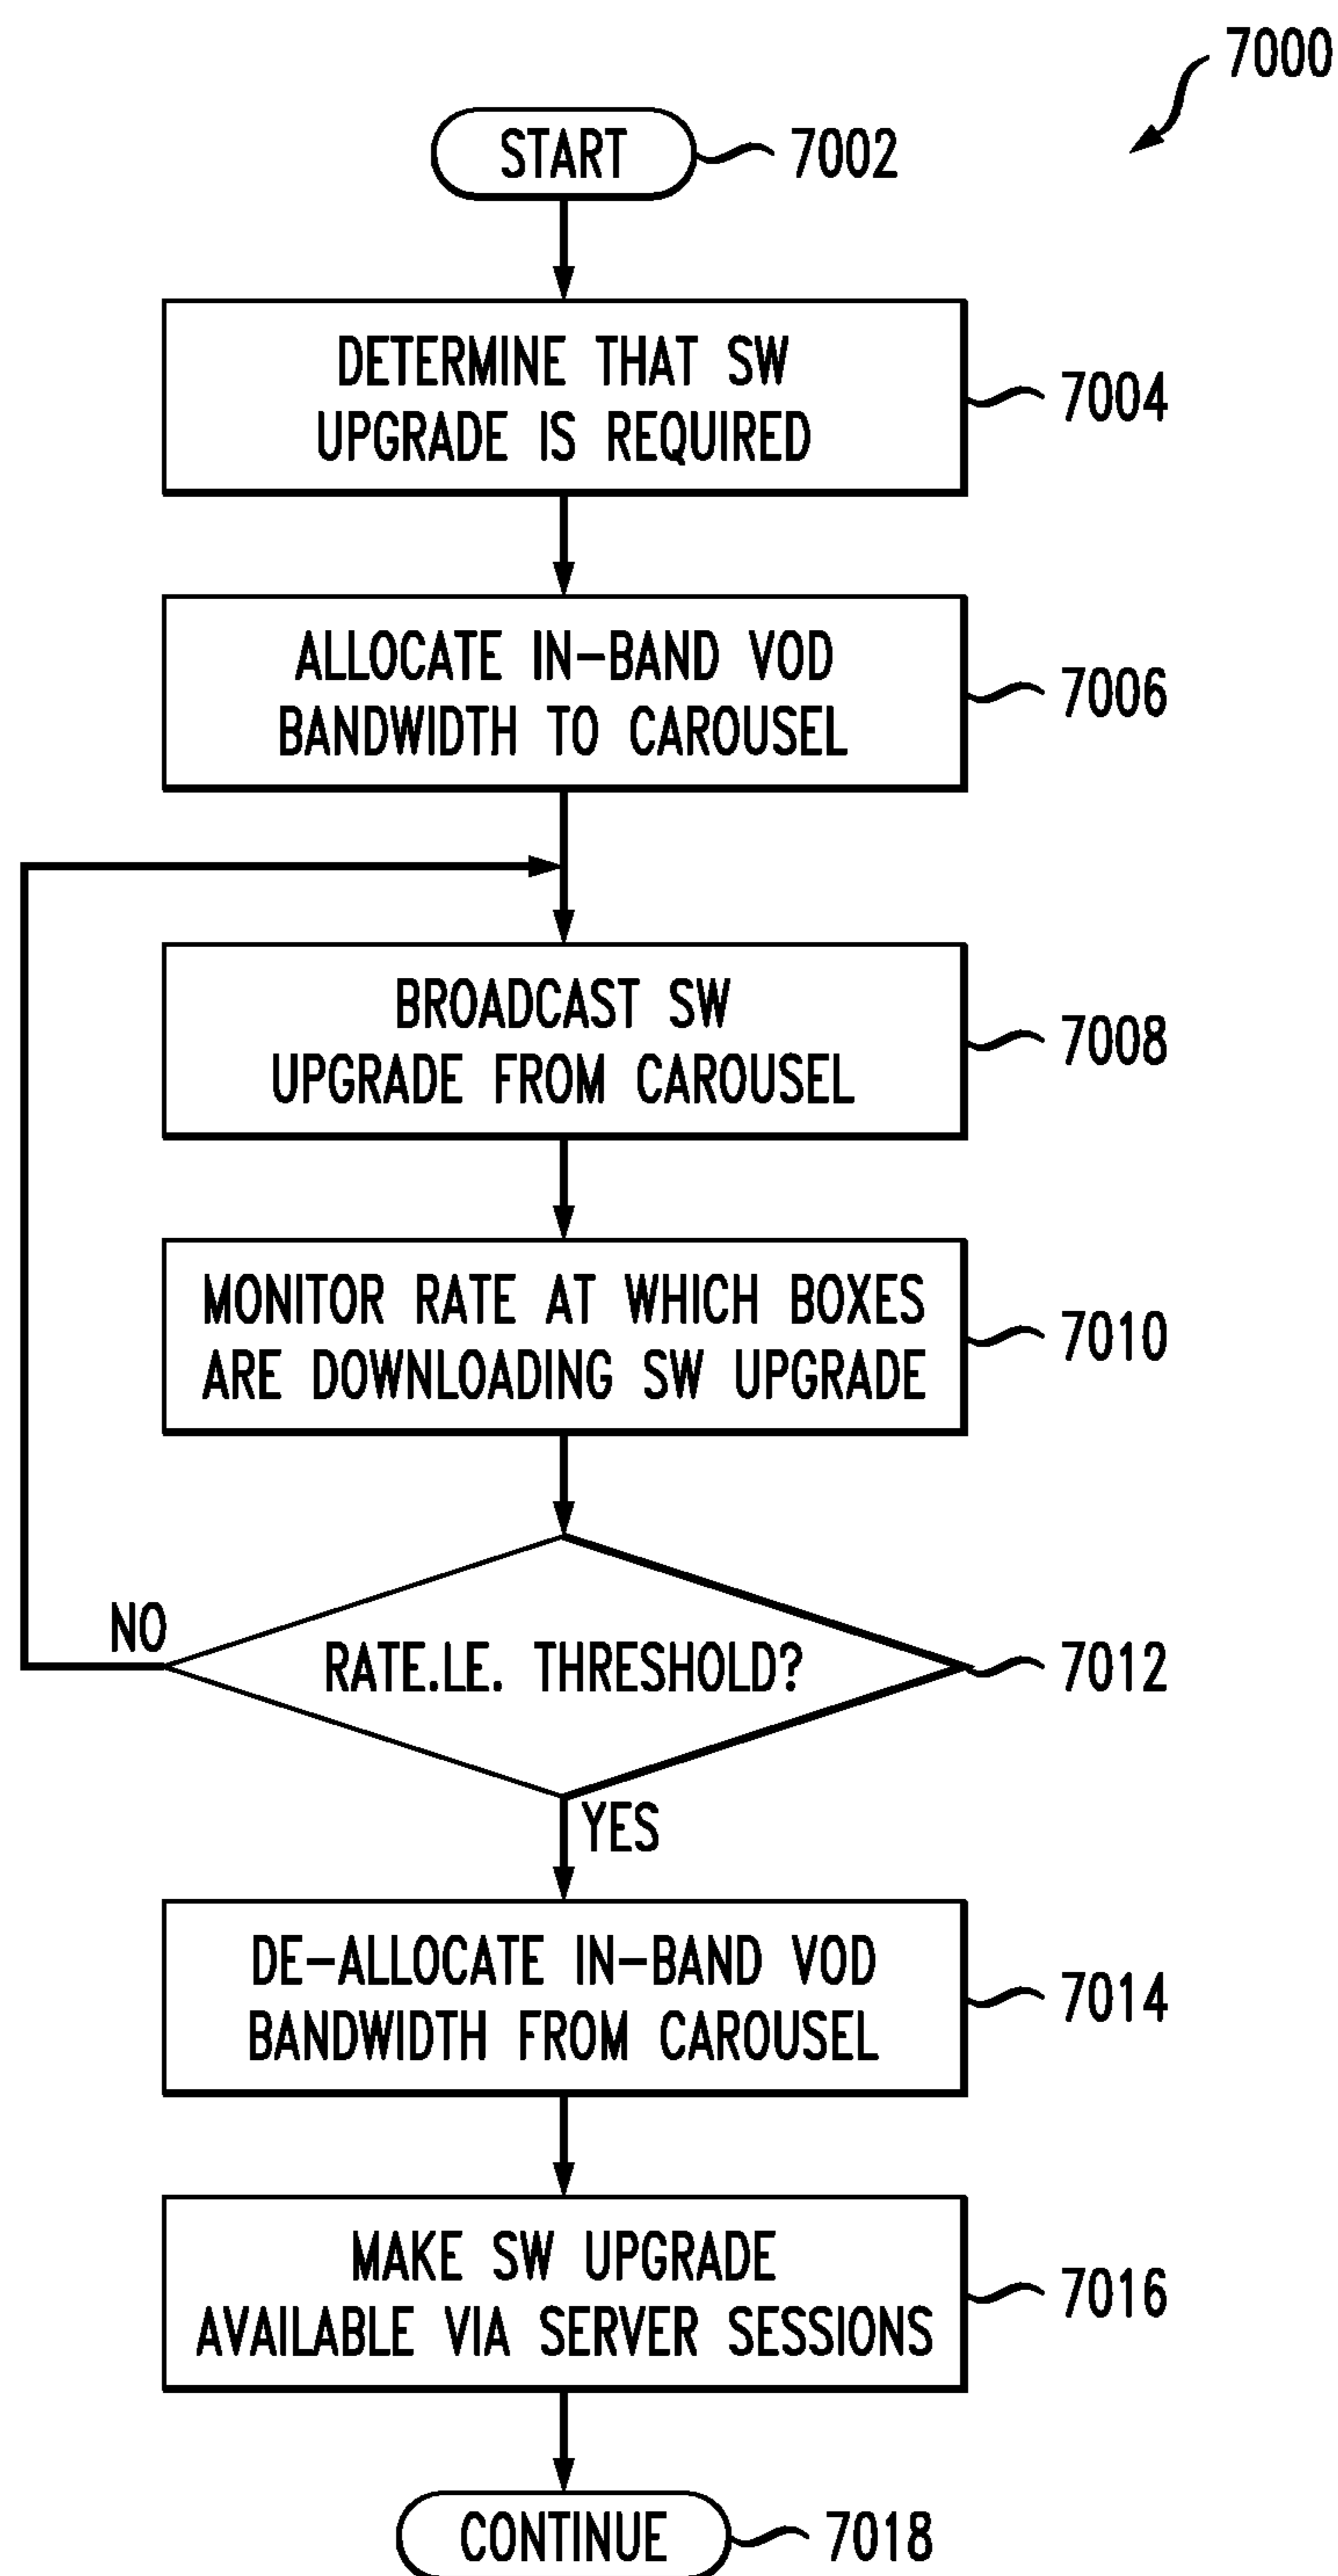 7000
START
7002
DETERMINE THAT SW
UPGRADE IS REQUIRED
7004
ALLOCATE IN-BAND VOD
BANDWIDTH TO CAROUSEL
7006
BROADCAST SW
UPGRADE FROM CAROUSEL
7008
MONITOR RATE AT WHICH BOXES
ARE DOWNLOADING SW UPGRADE
7010
NO
RATE.LE. THRESHOLD?
7012
YES
DE-ALLOCATE IN-BAND VOD
BANDWIDTH FROM CAROUSEL
7014
MAKE SW UPGRADE
AVAILABLE VIA SERVER SESSIONS
7016
CONTINUE
7018